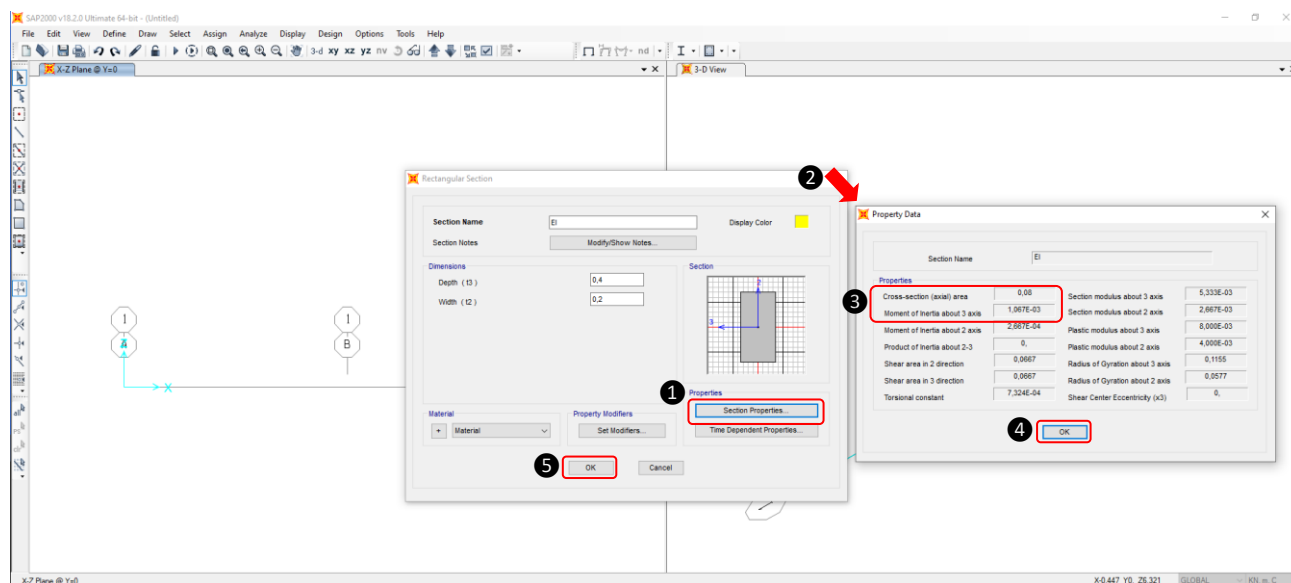 SAP2000 v18.2.0 Ultimate 64-bit - (Untitled)
File Edit View Define Draw Select Assign Analyze Display Design Options Tools Help
3-d xy xz yz nv nd
X-Z Plane @ Y=0
3-D View
1 1
A B
X
Rectangular Section
Section Name EI Display Color
Section Notes Modify/Show Notes...
Dimensions
Depth ( t3 ) 0,4
Width ( t2 ) 0,2
Section
2
3
Properties
Section Properties...
Time Dependent Properties...
Material
+ Material
Property Modifiers
Set Modifiers...
OK Cancel
1
2
3
4
5
Property Data
Section Name EI
Properties
Cross-section (axial) area 0,08 Section modulus about 3 axis 5,333E-03
Moment of Inertia about 3 axis 1,067E-03 Section modulus about 2 axis 2,667E-03
Moment of Inertia about 2 axis 2,667E-04 Plastic modulus about 3 axis 8,000E-03
Product of Inertia about 2-3 0, Plastic modulus about 2 axis 4,000E-03
Shear area in 2 direction 0,0667 Radius of Gyration about 3 axis 0,1155
Shear area in 3 direction 0,0667 Radius of Gyration about 2 axis 0,0577
Torsional constant 7,324E-04 Shear Center Eccentricity (x3) 0,
OK
X-Z Plane @ Y=0
X-0,447 Y0, Z6,321 GLOBAL KN, m, C